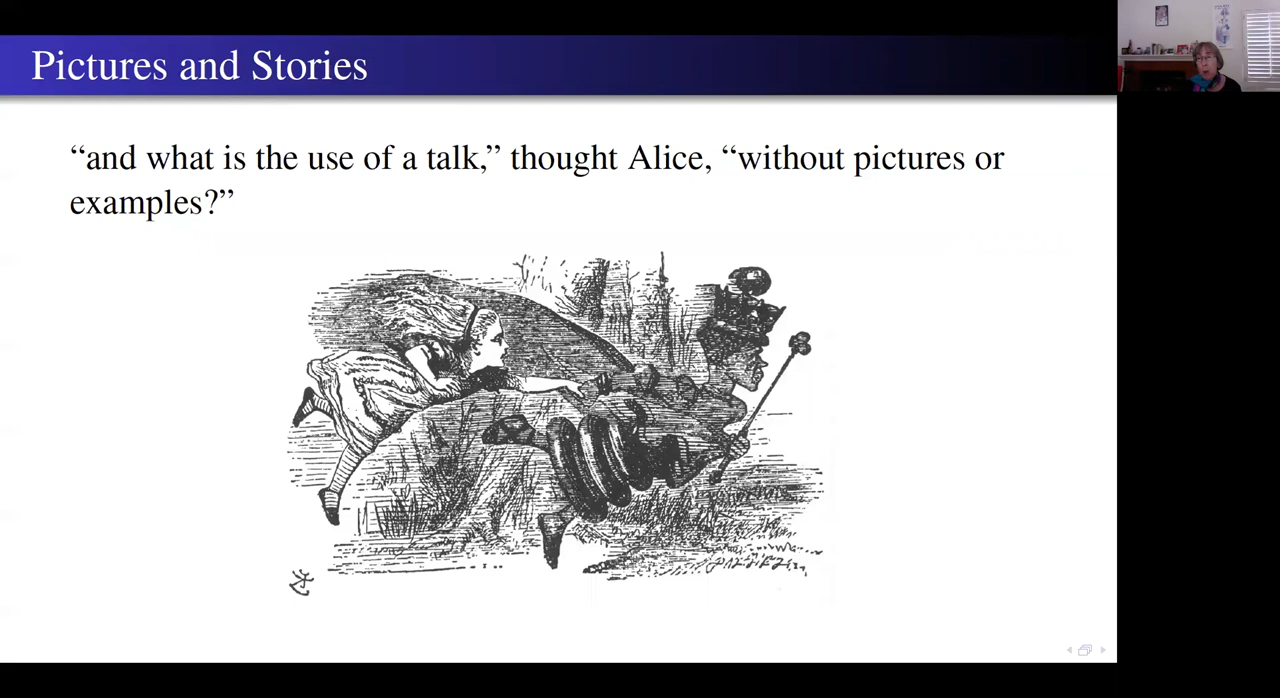 Pictures and Stories
“and what is the use of a talk,” thought Alice, “without pictures or
examples?”